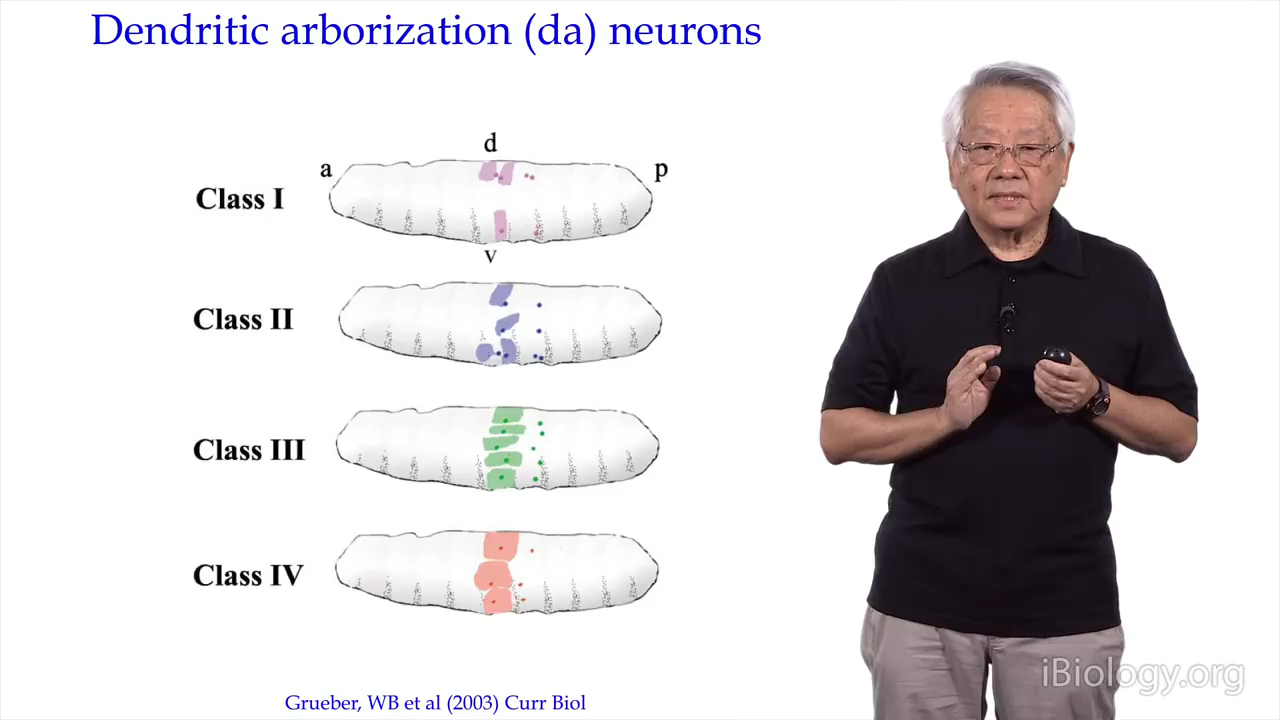 Dendritic arborization (da) neurons
d
a
p
Class I
v
Class II
Class III
Class IV
Grueber, WB et al (2003) Curr Biol
iBiology.org